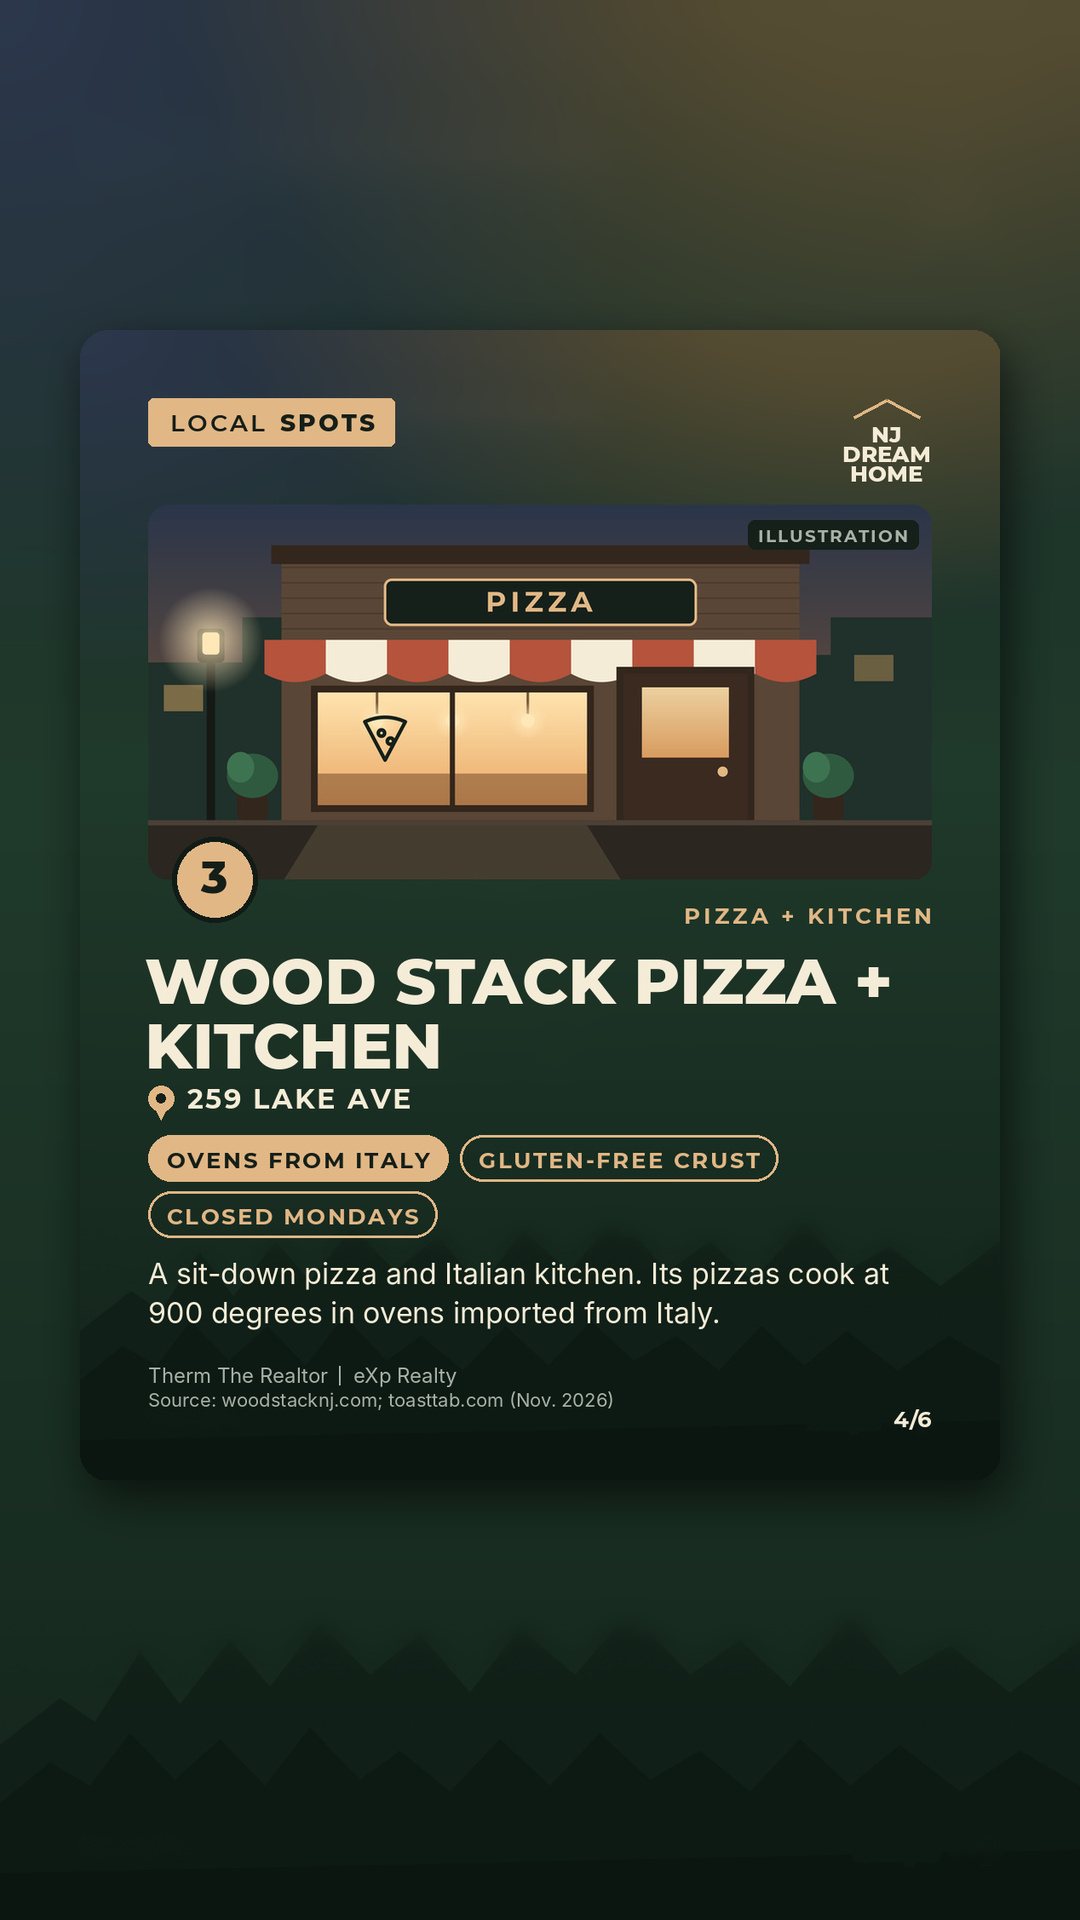 LOCAL SPOTS
NJ
DREAM
HOME
ILLUSTRATION
PIZZA
3
PIZZA + KITCHEN
WOOD STACK PIZZA +
KITCHEN
259 LAKE AVE
OVENS FROM ITALY
GLUTEN-FREE CRUST
CLOSED MONDAYS
A sit-down pizza and Italian kitchen. Its pizzas cook at
900 degrees in ovens imported from Italy.
Therm The Realtor | eXp Realty
Source: woodstacknj.com; toasttab.com (Nov. 2026)
4/6